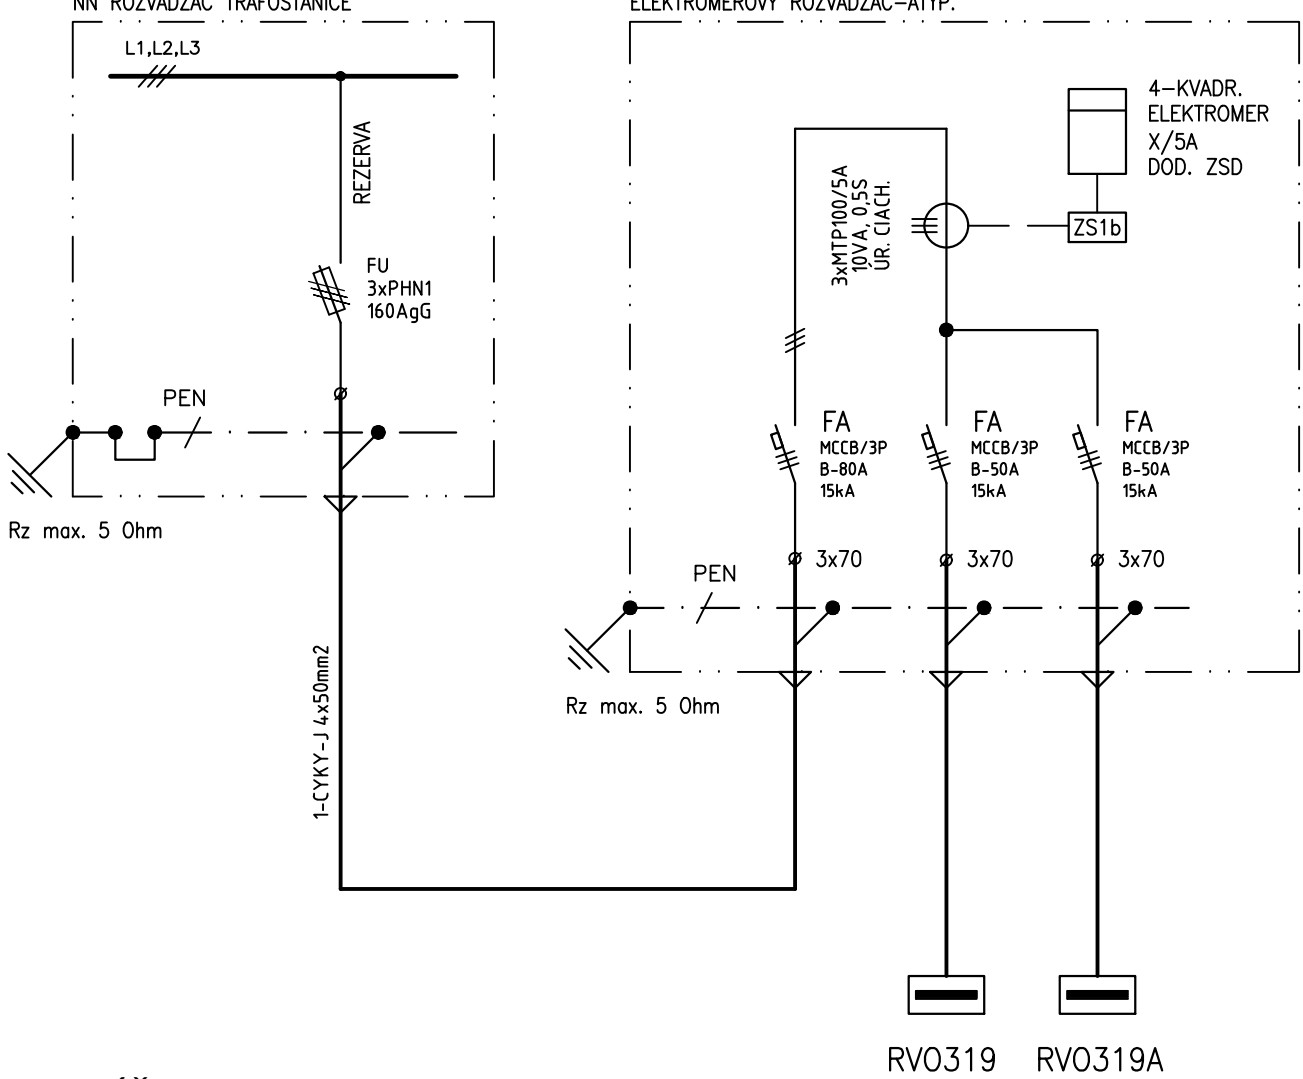 NN ROZVÁDZAČ TRAFOSTANICE
L1,L2,L3
REZERVA
FU
3xPHN1
160AgG
PEN
Rz max. 5 Ohm
1-CYKY-J 4x50mm2
ELEKTROMEROVÝ ROZVÁDZAČ-ATYP.
4-KVADR.
ELEKTROMER
X/5A
DOD. ZSD
ZS1b
3xMTP100/5A
10VA, 0,5S
ÚR. CIACH.
FA
MCCB/3P
B-80A
15kA
FA
MCCB/3P
B-50A
15kA
FA
MCCB/3P
B-50A
15kA
3x70
3x70
3x70
PEN
Rz max. 5 Ohm
RVO319
RVO319A